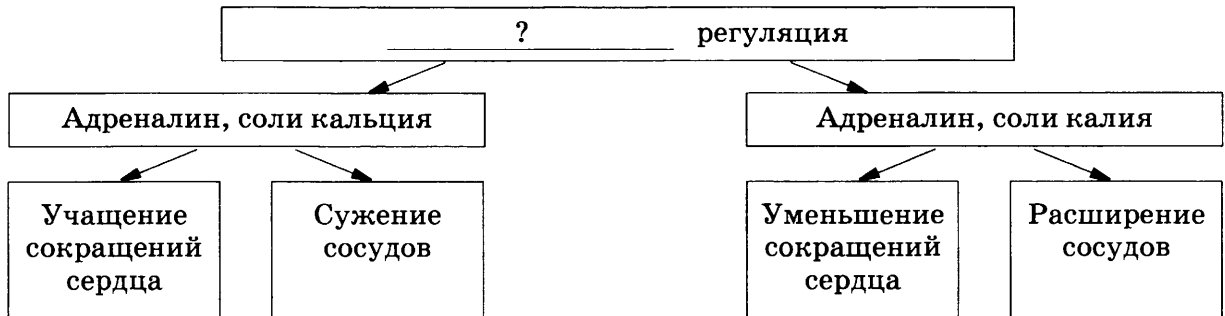 ? регуляция
Адреналин, соли кальция
Адреналин, соли калия
Учащение
сокращений
сердца
Сужение
сосудов
Уменьшение
сокращений
сердца
Расширение
сосудов